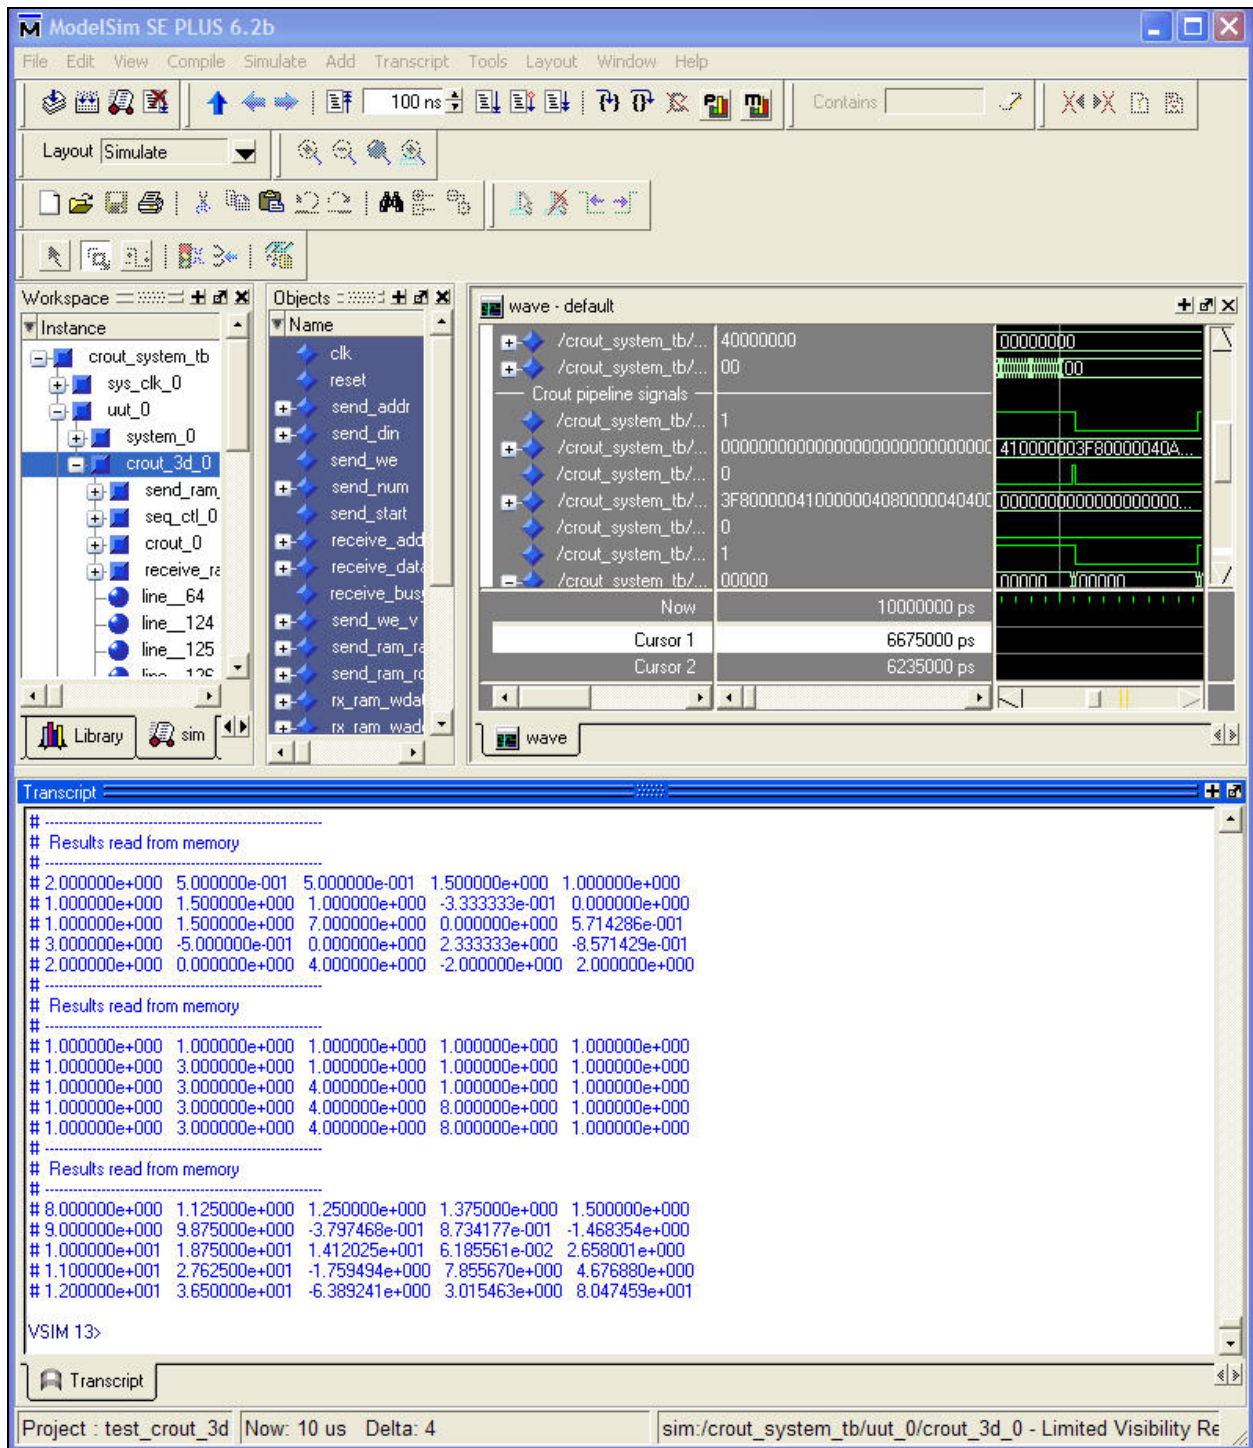 ModelSim SE PLUS 6.2b
File Edit View Compile Simulate Add Transcript Tools Layout Window Help
100 ns
Contains
Layout Simulate
Workspace
Instance
crout_system_tb
sys_clk_0
uut_0
system_0
crout_3d_0
send_ram_
seq_ctl_0
crout_0
receive_ra
line__64
line__124
line__125
line__126
Library
sim
Objects
Name
clk
reset
send_addr
send_din
send_we
send_num
send_start
receive_add
receive_data
receive_busy
send_we_v
send_ram_ra
send_ram_rd
rx_ram_wdat
rx_ram_wadd
wave - default
/crout_system_tb/... 40000000 00000000
/crout_system_tb/... 00 00
Crout pipeline signals
/crout_system_tb/... 1
/crout_system_tb/... 00000000000000000000000000000000 410000003F80000040A...
/crout_system_tb/... 0
/crout_system_tb/... 3F8000004100000040800000404000 0000000000000000000...
/crout_system_tb/... 0
/crout_system_tb/... 1
/crout_system_tb/... 00000 00000 00000
Now 10000000 ps
Cursor 1 6675000 ps
Cursor 2 6235000 ps
wave
Transcript
# ------------------------------------------------------------
# Results read from memory
# ------------------------------------------------------------
# 2.000000e+000 5.000000e-001 5.000000e-001 1.500000e+000 1.000000e+000
# 1.000000e+000 1.500000e+000 1.000000e+000 -3.333333e-001 0.000000e+000
# 1.000000e+000 1.500000e+000 7.000000e+000 0.000000e+000 5.714286e-001
# 3.000000e+000 -5.000000e-001 0.000000e+000 2.333333e+000 -8.571429e-001
# 2.000000e+000 0.000000e+000 4.000000e+000 -2.000000e+000 2.000000e+000
# ------------------------------------------------------------
# Results read from memory
# ------------------------------------------------------------
# 1.000000e+000 1.000000e+000 1.000000e+000 1.000000e+000 1.000000e+000
# 1.000000e+000 3.000000e+000 1.000000e+000 1.000000e+000 1.000000e+000
# 1.000000e+000 3.000000e+000 4.000000e+000 1.000000e+000 1.000000e+000
# 1.000000e+000 3.000000e+000 4.000000e+000 8.000000e+000 1.000000e+000
# 1.000000e+000 3.000000e+000 4.000000e+000 8.000000e+000 1.000000e+000
# ------------------------------------------------------------
# Results read from memory
# ------------------------------------------------------------
# 8.000000e+000 1.125000e+000 1.250000e+000 1.375000e+000 1.500000e+000
# 9.000000e+000 9.875000e+000 -3.797468e-001 8.734177e-001 -1.468354e+000
# 1.000000e+001 1.875000e+001 1.412025e+001 6.185561e-002 2.658001e+000
# 1.100000e+001 2.762500e+001 -1.759494e+000 7.855670e+000 4.676880e+000
# 1.200000e+001 3.650000e+001 -6.389241e+000 3.015463e+000 8.047459e+001
VSIM 13>
Transcript
Project : test_crout_3d Now: 10 us Delta: 4 sim:/crout_system_tb/uut_0/crout_3d_0 - Limited Visibility Re